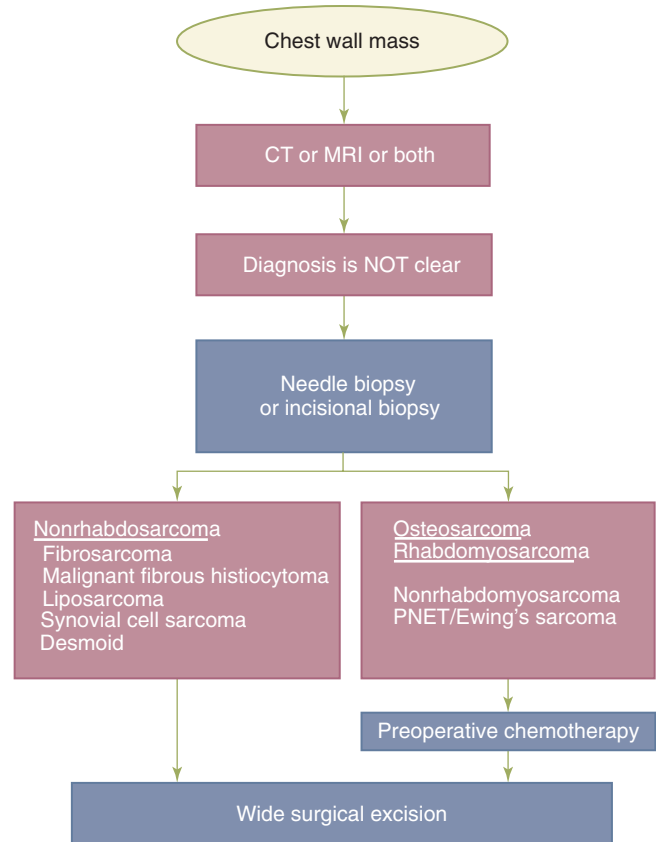 Chest wall mass
CT or MRI or both
Diagnosis is NOT clear
Needle biopsy
or incisional biopsy
Nonrhabdosarcoma
Fibrosarcoma
Malignant fibrous histiocytoma
Liposarcoma
Synovial cell sarcoma
Desmoid
Osteosarcoma
Rhabdomyosarcoma
Nonrhabdomyosarcoma
PNET/Ewing's sarcoma
Preoperative chemotherapy
Wide surgical excision